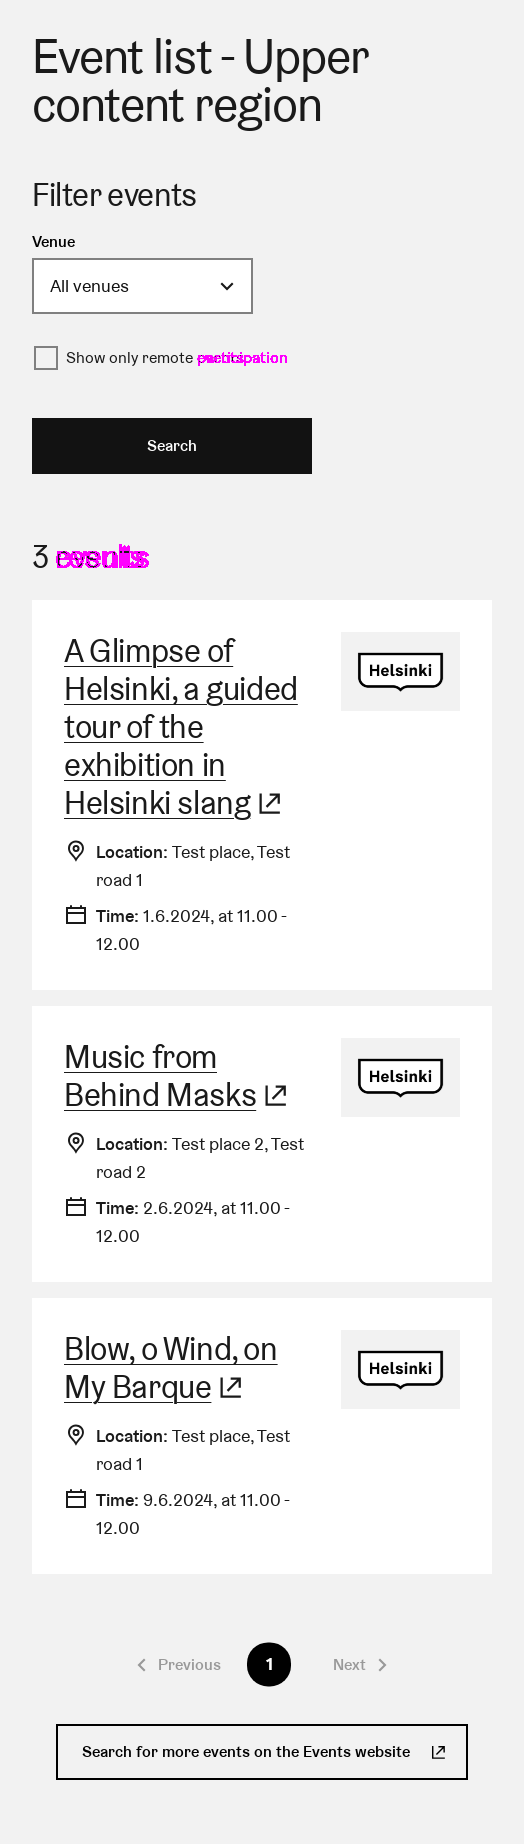 Event list - Upper
content region
Filter events
Venue
All venues
Show only remote
Search
3
A Glimpse of
Helsinki, a guided
tour of the
exhibition in
Helsinki slang
Helsinki
Location: Test place, Test
road 1
Time: 1.6.2024, at 11.00 -
12.00
Music from
Behind Masks
Helsinki
Location: Test place 2, Test
road 2
Time: 2.6.2024, at 11.00 -
12.00
Blow, o Wind, on
My Barque
Helsinki
Location: Test place, Test
road 1
Time: 9.6.2024, at 11.00 -
12.00
Previous 1 Next
Search for more events on the Events website